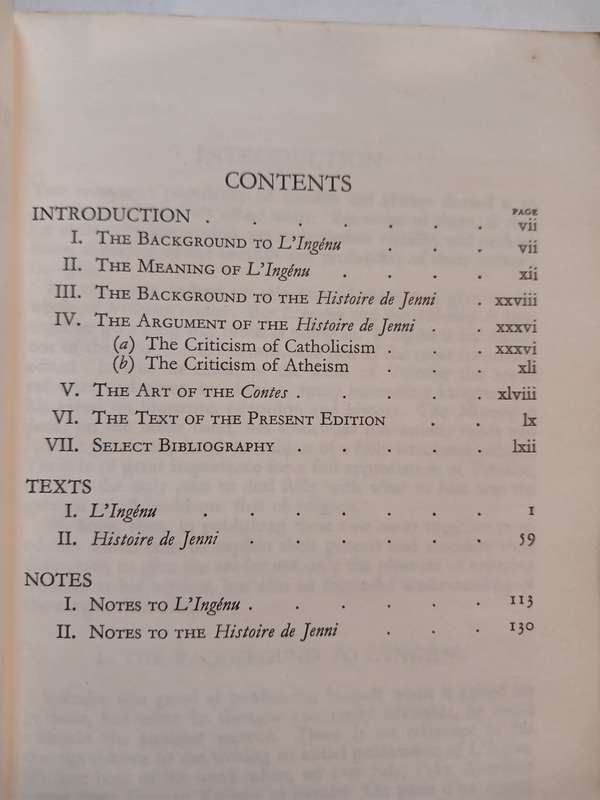 CONTENTS
PAGE
INTRODUCTION . . . . . . . vii
I. THE BACKGROUND TO L'Ingénu . . . vii
II. THE MEANING OF L'Ingénu . . . . xii
III. THE BACKGROUND TO THE Histoire de Jenni . xxviii
IV. THE ARGUMENT OF THE Histoire de Jenni . . xxxvi
(a) The Criticism of Catholicism . . . xxxvi
(b) The Criticism of Atheism . . . xli
V. THE ART OF THE Contes . . . . . xlviii
VI. THE TEXT OF THE PRESENT EDITION . . lx
VII. SELECT BIBLIOGRAPHY . . . . . lxii
TEXTS
I. L'Ingénu . . . . . . . 1
II. Histoire de Jenni . . . . . . 59
NOTES
I. NOTES TO L'Ingénu . . . . . . 113
II. NOTES TO THE Histoire de Jenni . . . 130